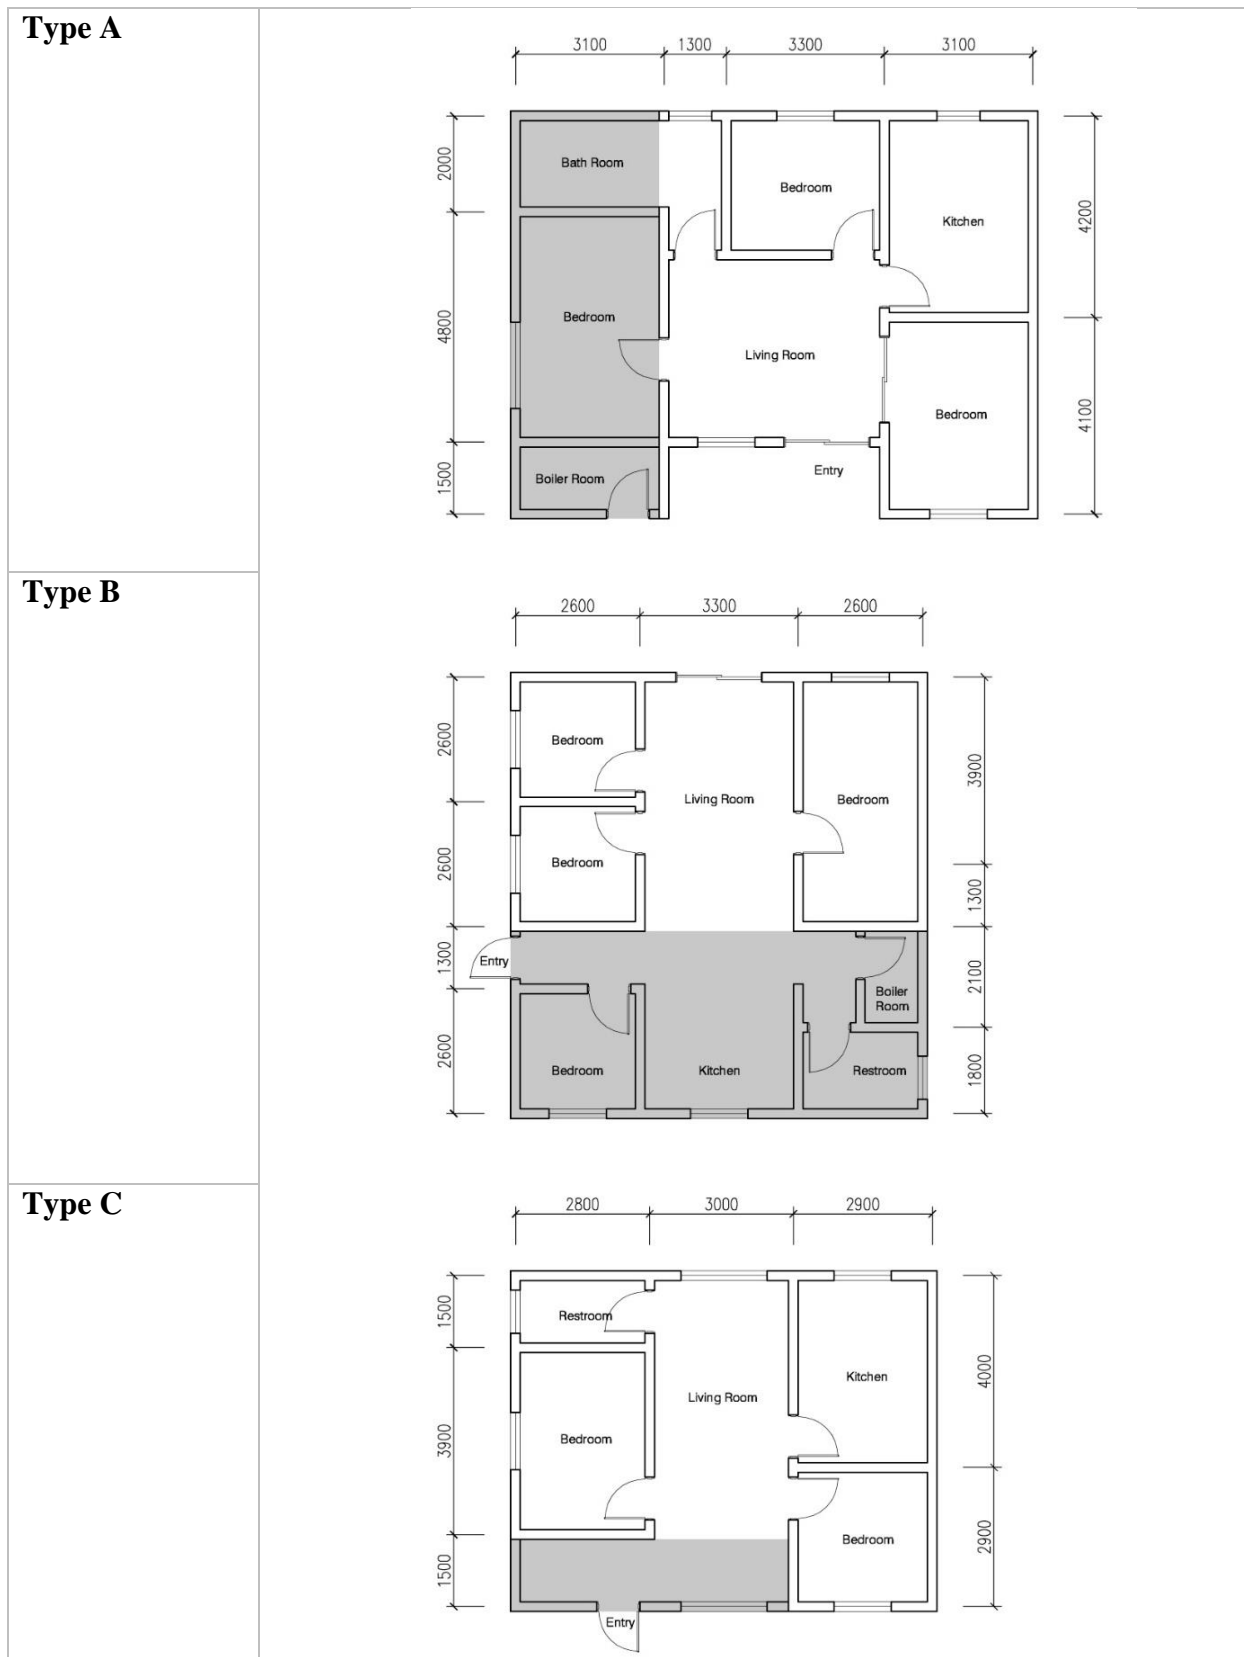 Type A
3100 1300 3300 3100
2000
4800
1500
4200
4100
Bath Room
Bedroom
Kitchen
Bedroom
Living Room
Bedroom
Boiler Room
Entry
Type B
2600 3300 2600
2600
2600
1300
2600
3900
1300
2100
1800
Bedroom
Living Room
Bedroom
Bedroom
Entry
Boiler
Room
Bedroom
Kitchen
Restroom
Type C
2800 3000 2900
1500
3900
1500
4000
2900
Restroom
Kitchen
Living Room
Bedroom
Bedroom
Entry